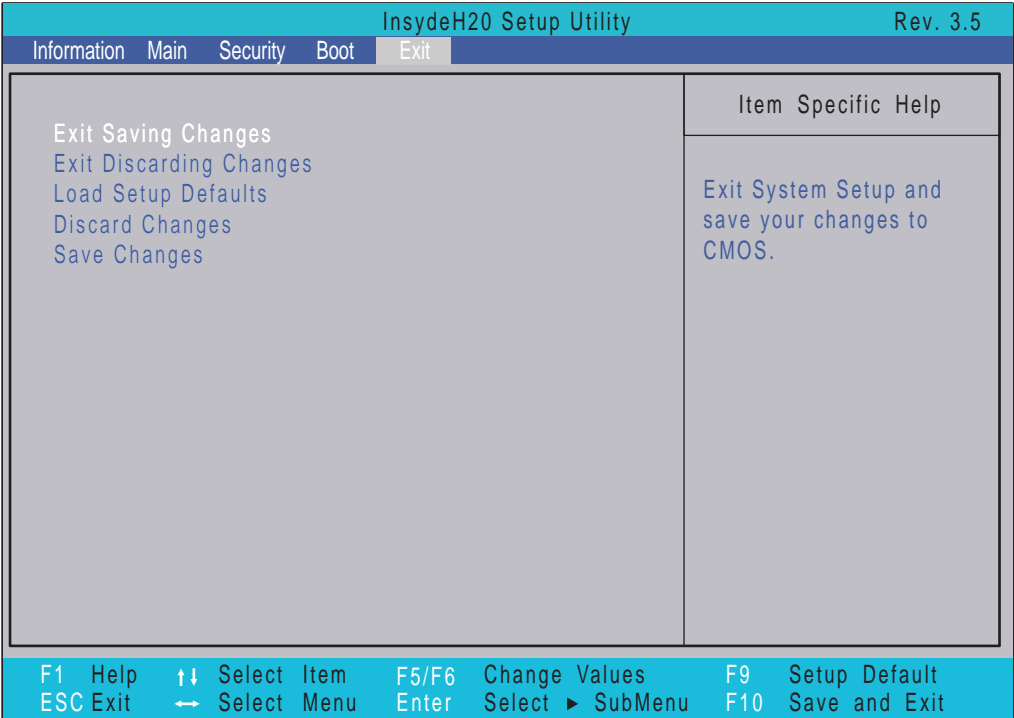 InsydeH20 Setup Utility Rev. 3.5
Information Main Security Boot Exit
Exit Saving Changes
Exit Discarding Changes
Load Setup Defaults
Discard Changes
Save Changes
Item Specific Help
Exit System Setup and
save your changes to
CMOS.
F1 Help ↑↓ Select Item F5/F6 Change Values F9 Setup Default
ESC Exit ↔ Select Menu Enter Select ► SubMenu F10 Save and Exit